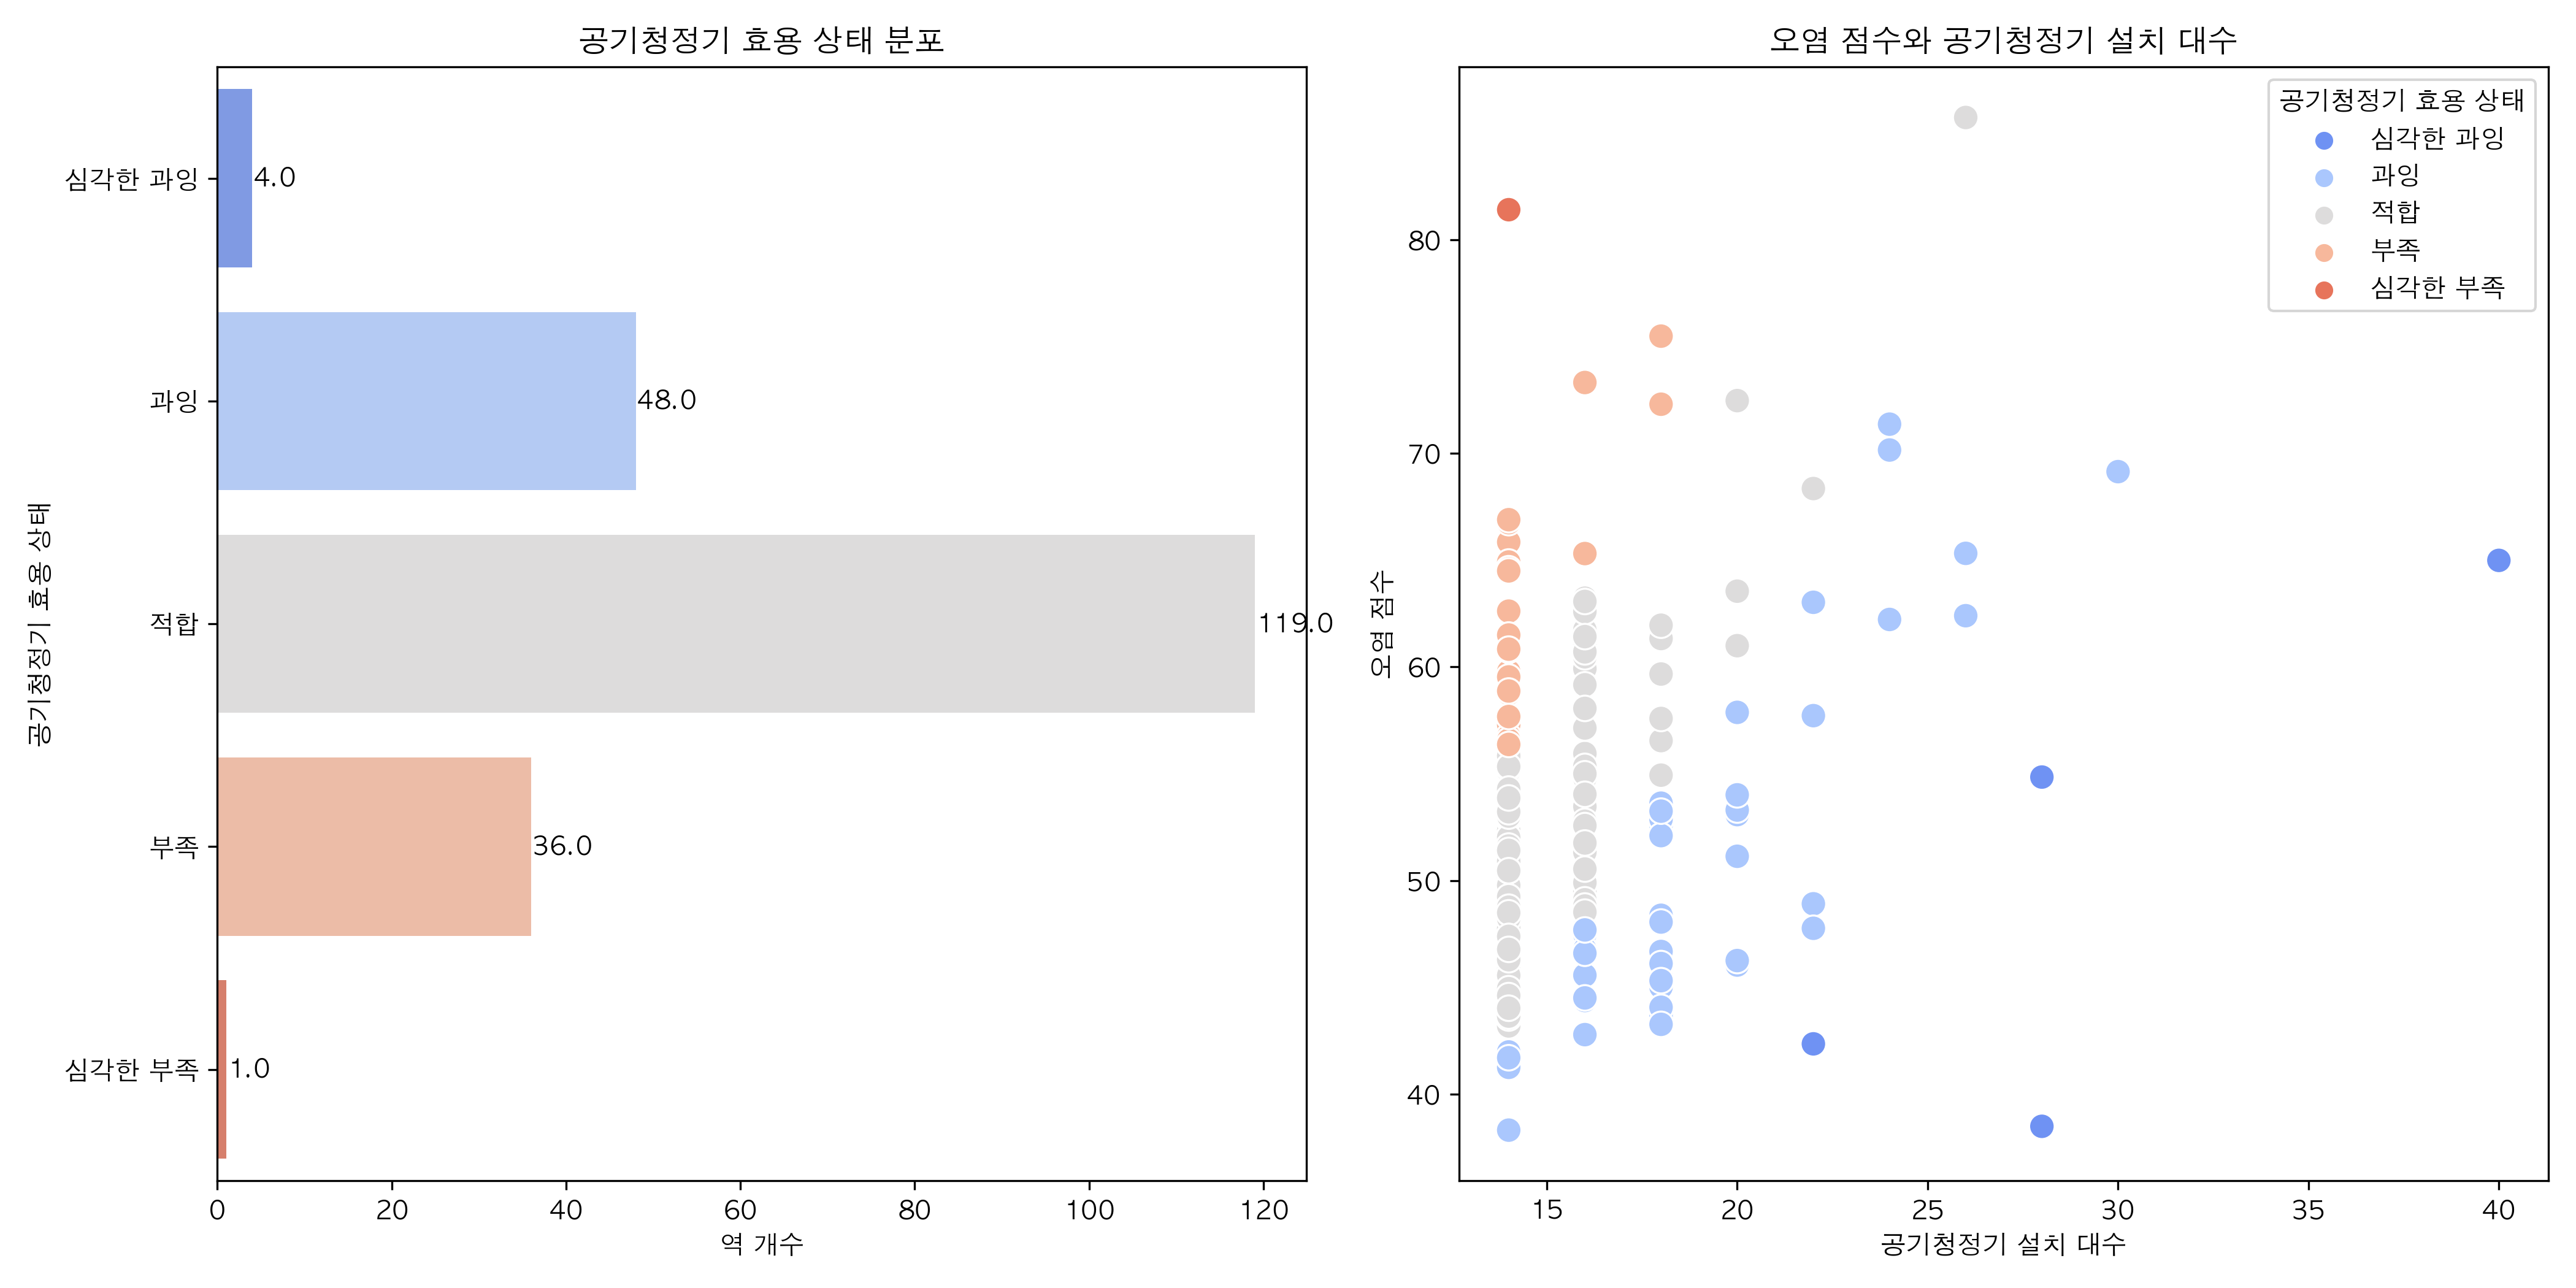 공기청정기 효용 상태 분포
공기청정기 효용 상태
심각한 과잉
과잉
적합
부족
심각한 부족
4.0
48.0
119.0
36.0
1.0
0 20 40 60 80 100 120
역 개수
오염 점수와 공기청정기 설치 대수
오염 점수
80
70
60
50
40
15 20 25 30 35 40
공기청정기 설치 대수
공기청정기 효용 상태
심각한 과잉
과잉
적합
부족
심각한 부족